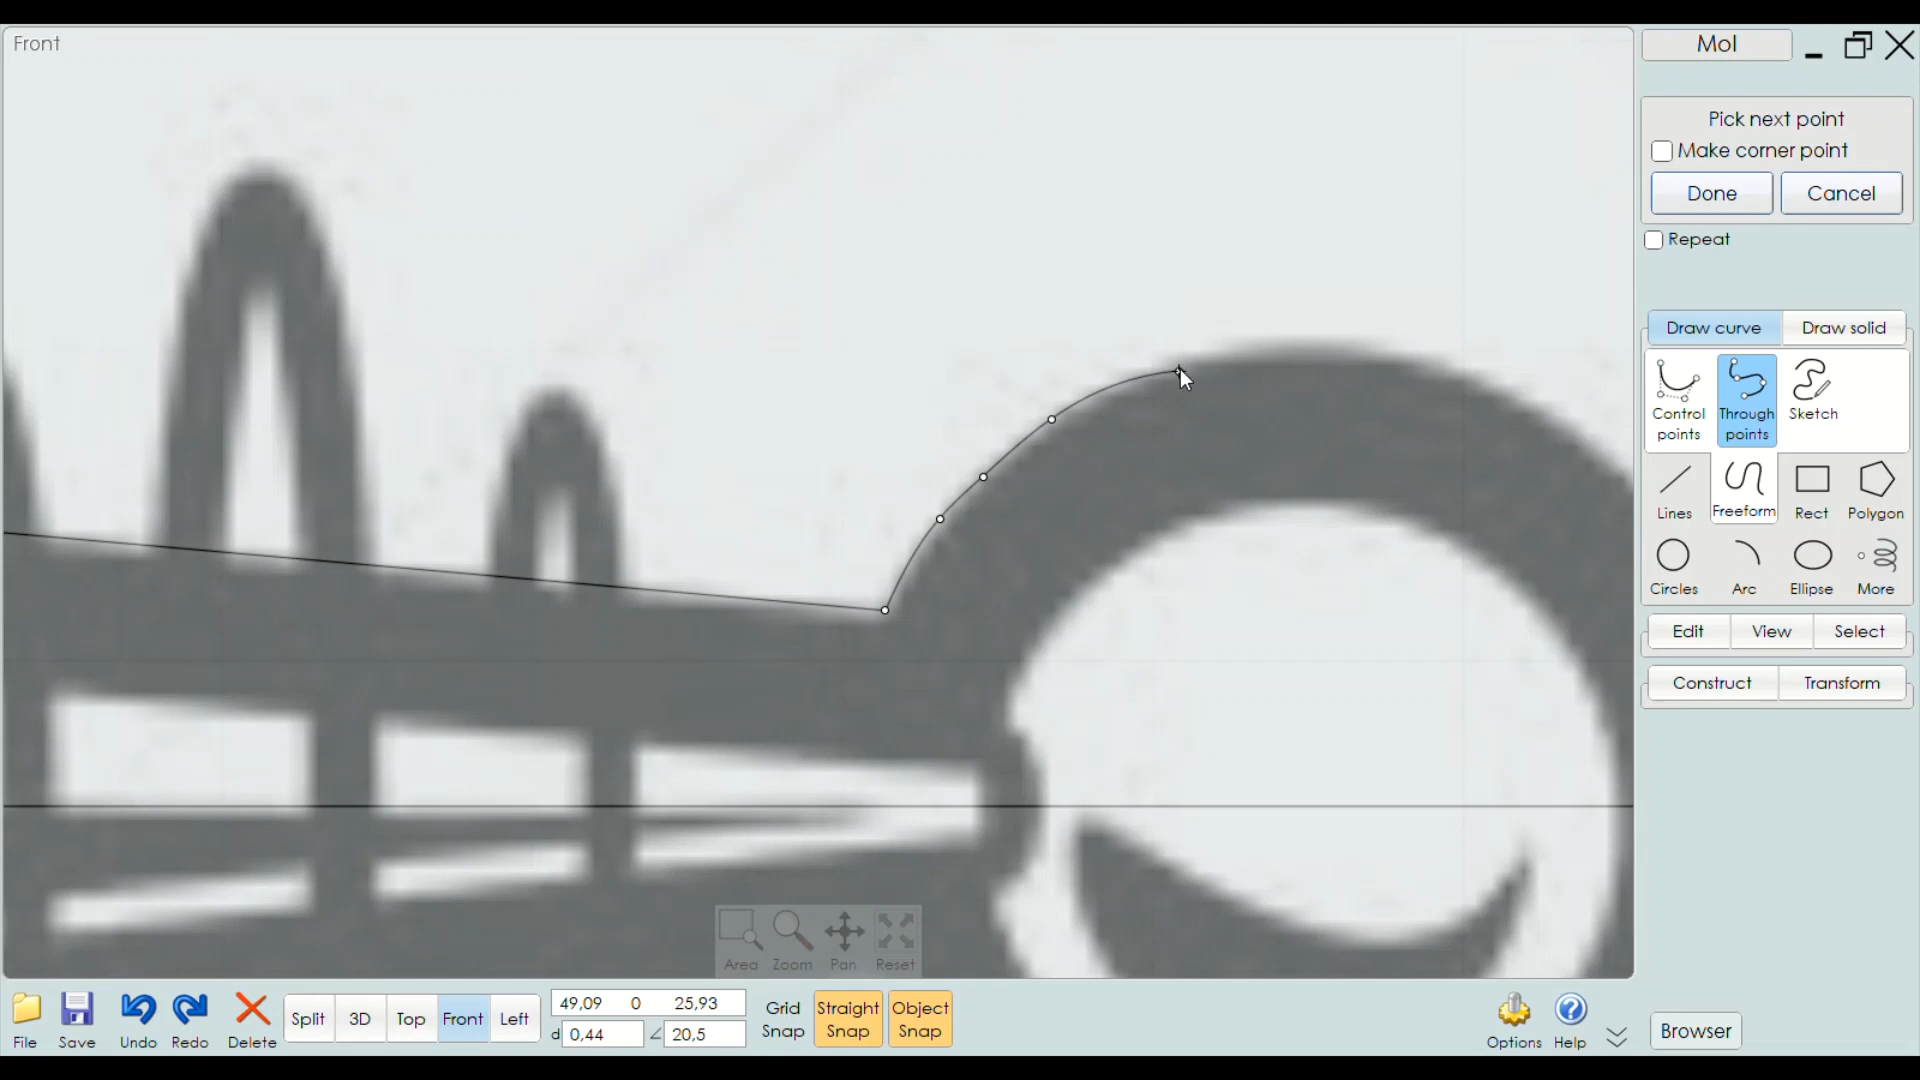 Front
MoI
Pick next point
Make corner point
Done
Cancel
Repeat
Draw curve
Draw solid
Control points
Through points
Sketch
Lines
Freeform
Rect
Polygon
Circles
Arc
Ellipse
More
Edit
View
Select
Construct
Transform
Area
Zoom
Pan
Reset
File
Save
Undo
Redo
Delete
Split
3D
Top
Front
Left
49,09 0 25,93
d 0,44 ∠ 20,5
Grid Snap
Straight Snap
Object Snap
Options
Help
Browser